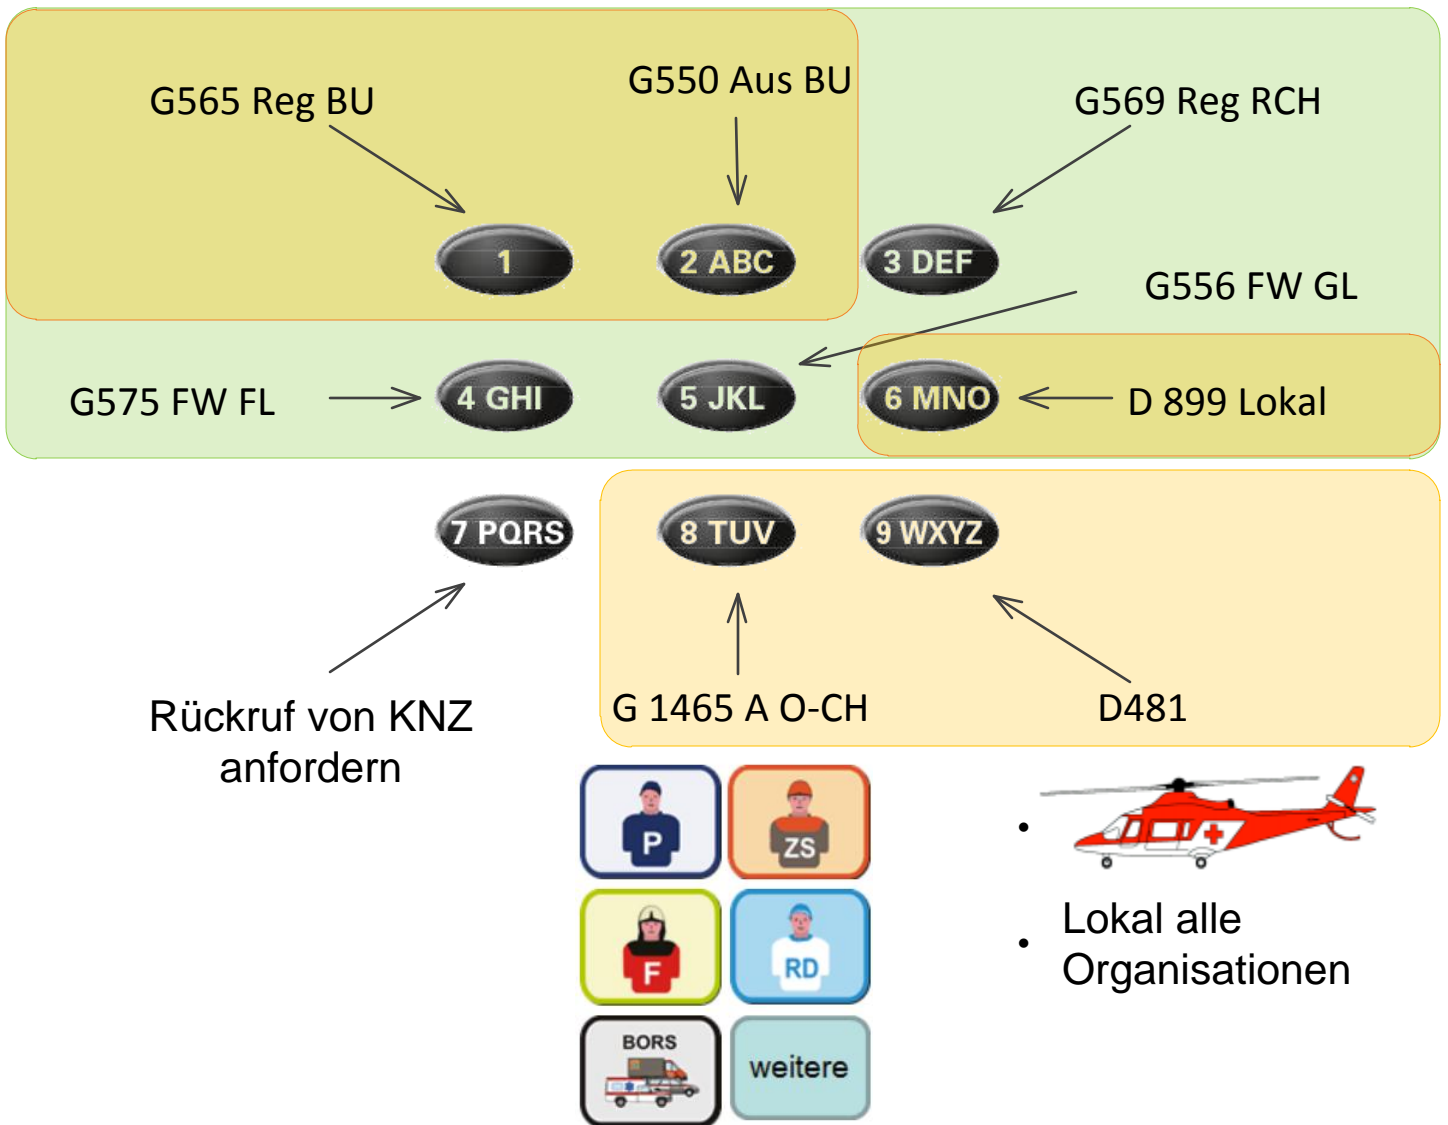 G565 Reg BU
G550 Aus BU
G569 Reg RCH
1
2 ABC
3 DEF
G556 FW GL
G575 FW FL
4 GHI
5 JKL
6 MNO
D 899 Lokal
7 PQRS
8 TUV
9 WXYZ
Rückruf von KNZ
anfordern
G 1465 A O-CH
D481
P
ZS
F
RD
• Lokal alle
Organisationen
BORS
weitere